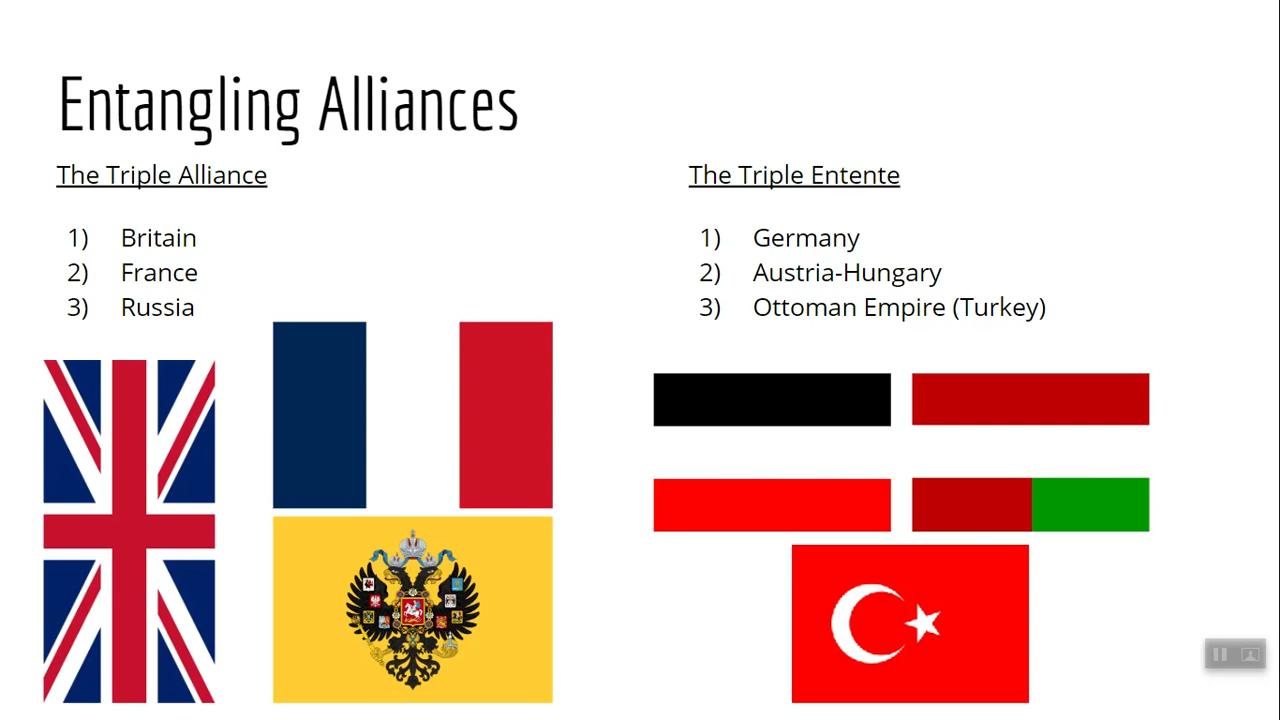 Entangling Alliances
The Triple Alliance
1) Britain
2) France
3) Russia
The Triple Entente
1) Germany
2) Austria-Hungary
3) Ottoman Empire (Turkey)